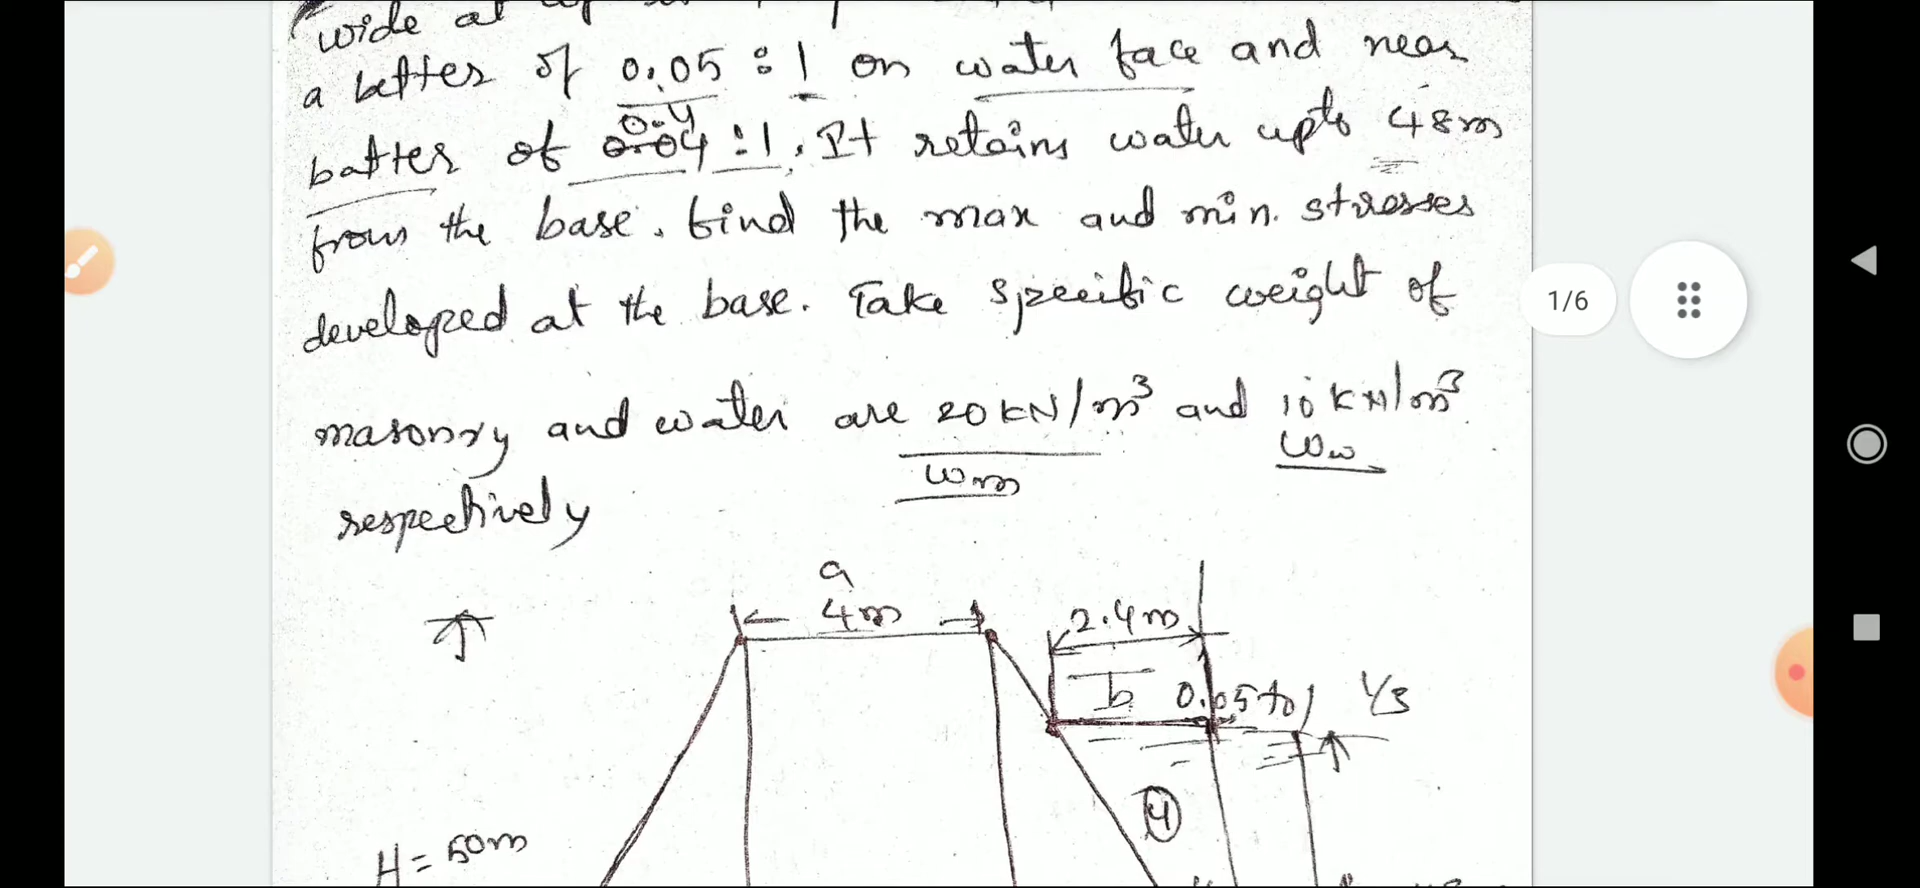 wide at
a batter of 0.05 : 1 on water face and near
0.4
batter of 0.04 : 1. It retains water upto 48m
from the base. find the max and min. stresses
developed at the base. Take specific weight of
masonry and water are 20 kN/m³ and 10 kN/m³
wm ww
respectively
1/6
a
4m
2.4m
b 0.05 to 1 1/3
4
H = 50m